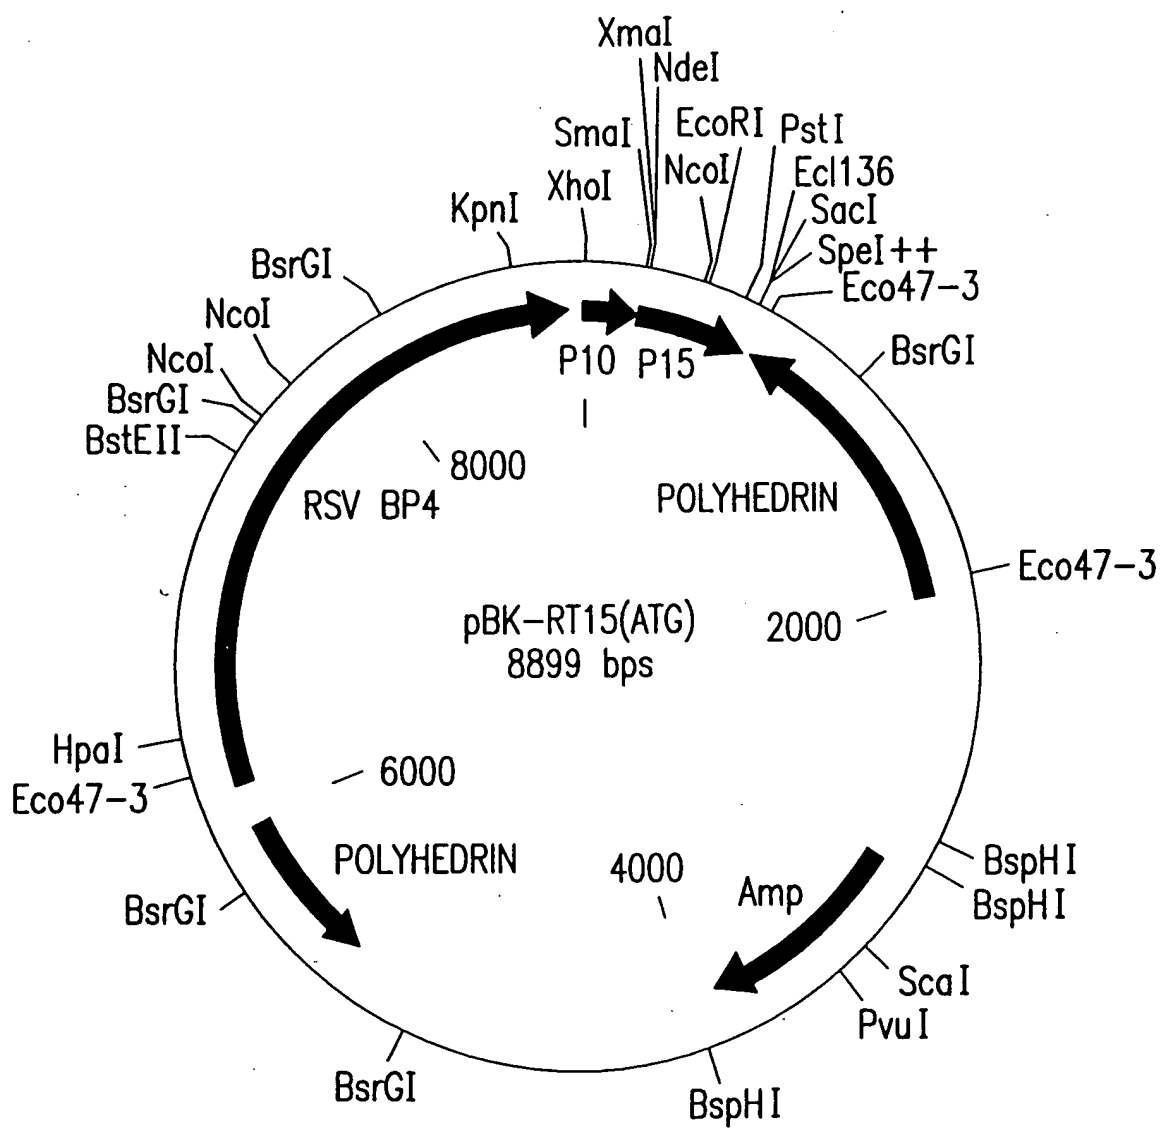 XmaI
NdeI
SmaI
EcoRI
PstI
NcoI
Ecl136
XhoI
SacI
KpnI
SpeI++
BsrGI
Eco47-3
NcoI
BsrGI
NcoI
P10
P15
BsrGI
BstEII
8000
RSV BP4
POLYHEDRIN
Eco47-3
pBK-RT15(ATG)
2000
8899 bps
HpaI
6000
Eco47-3
POLYHEDRIN
4000
BspHI
Amp
BsrGI
BspHI
ScaI
PvuI
BsrGI
BspHI